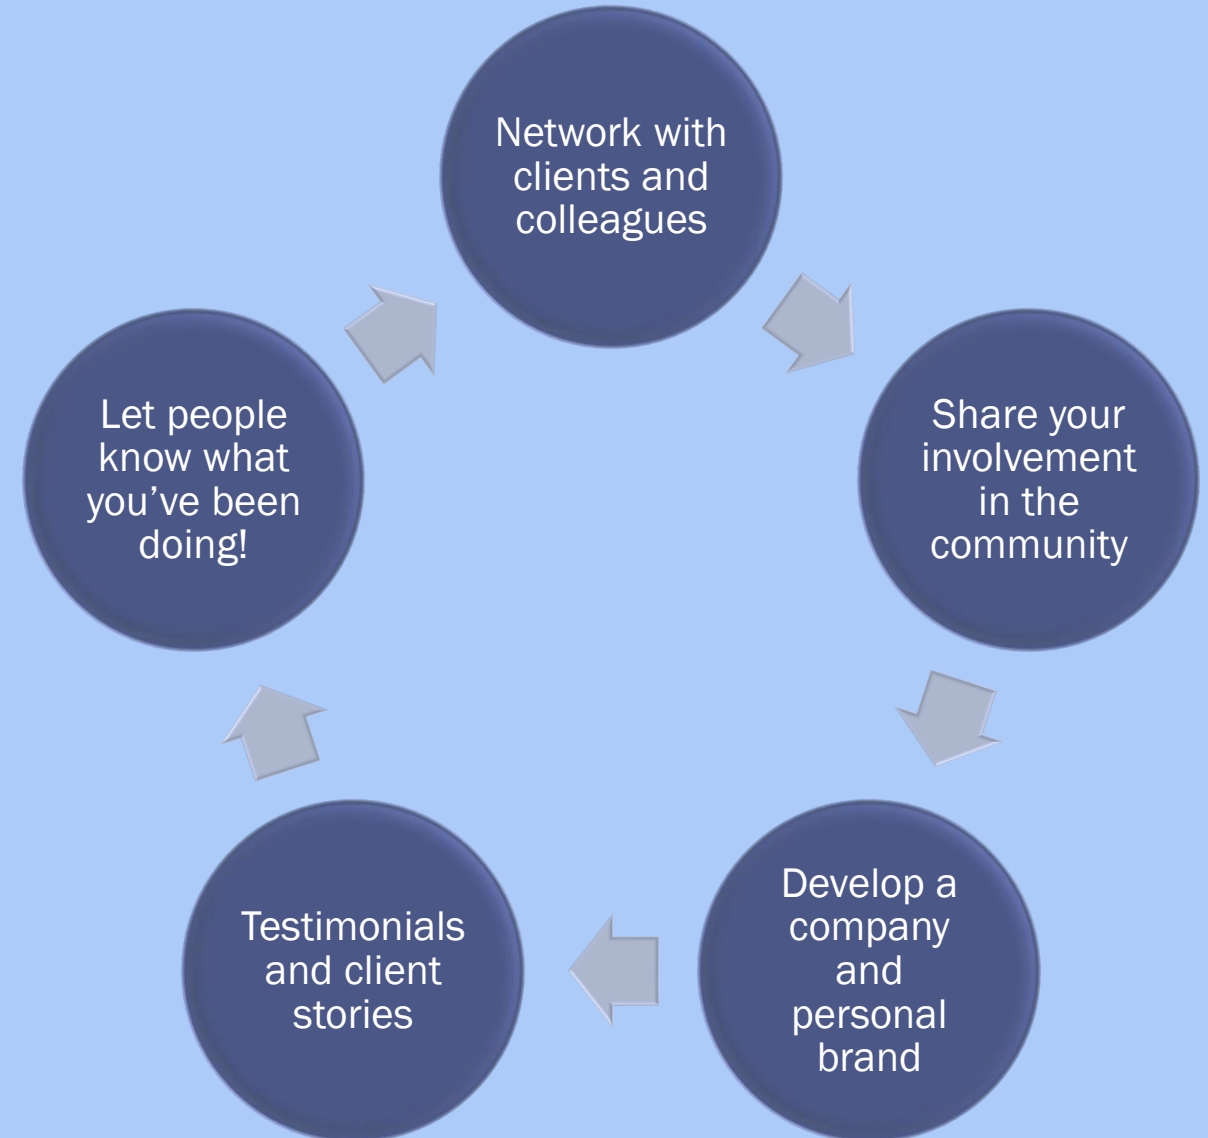 Network with
clients and
colleagues
Share your
involvement
in the
community
Develop a
company
and
personal
brand
Testimonials
and client
stories
Let people
know what
you’ve been
doing!